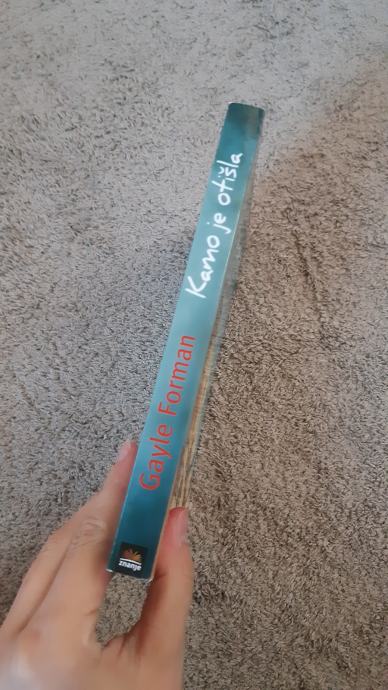 Gayle Forman
Kamo je otišla
znanje